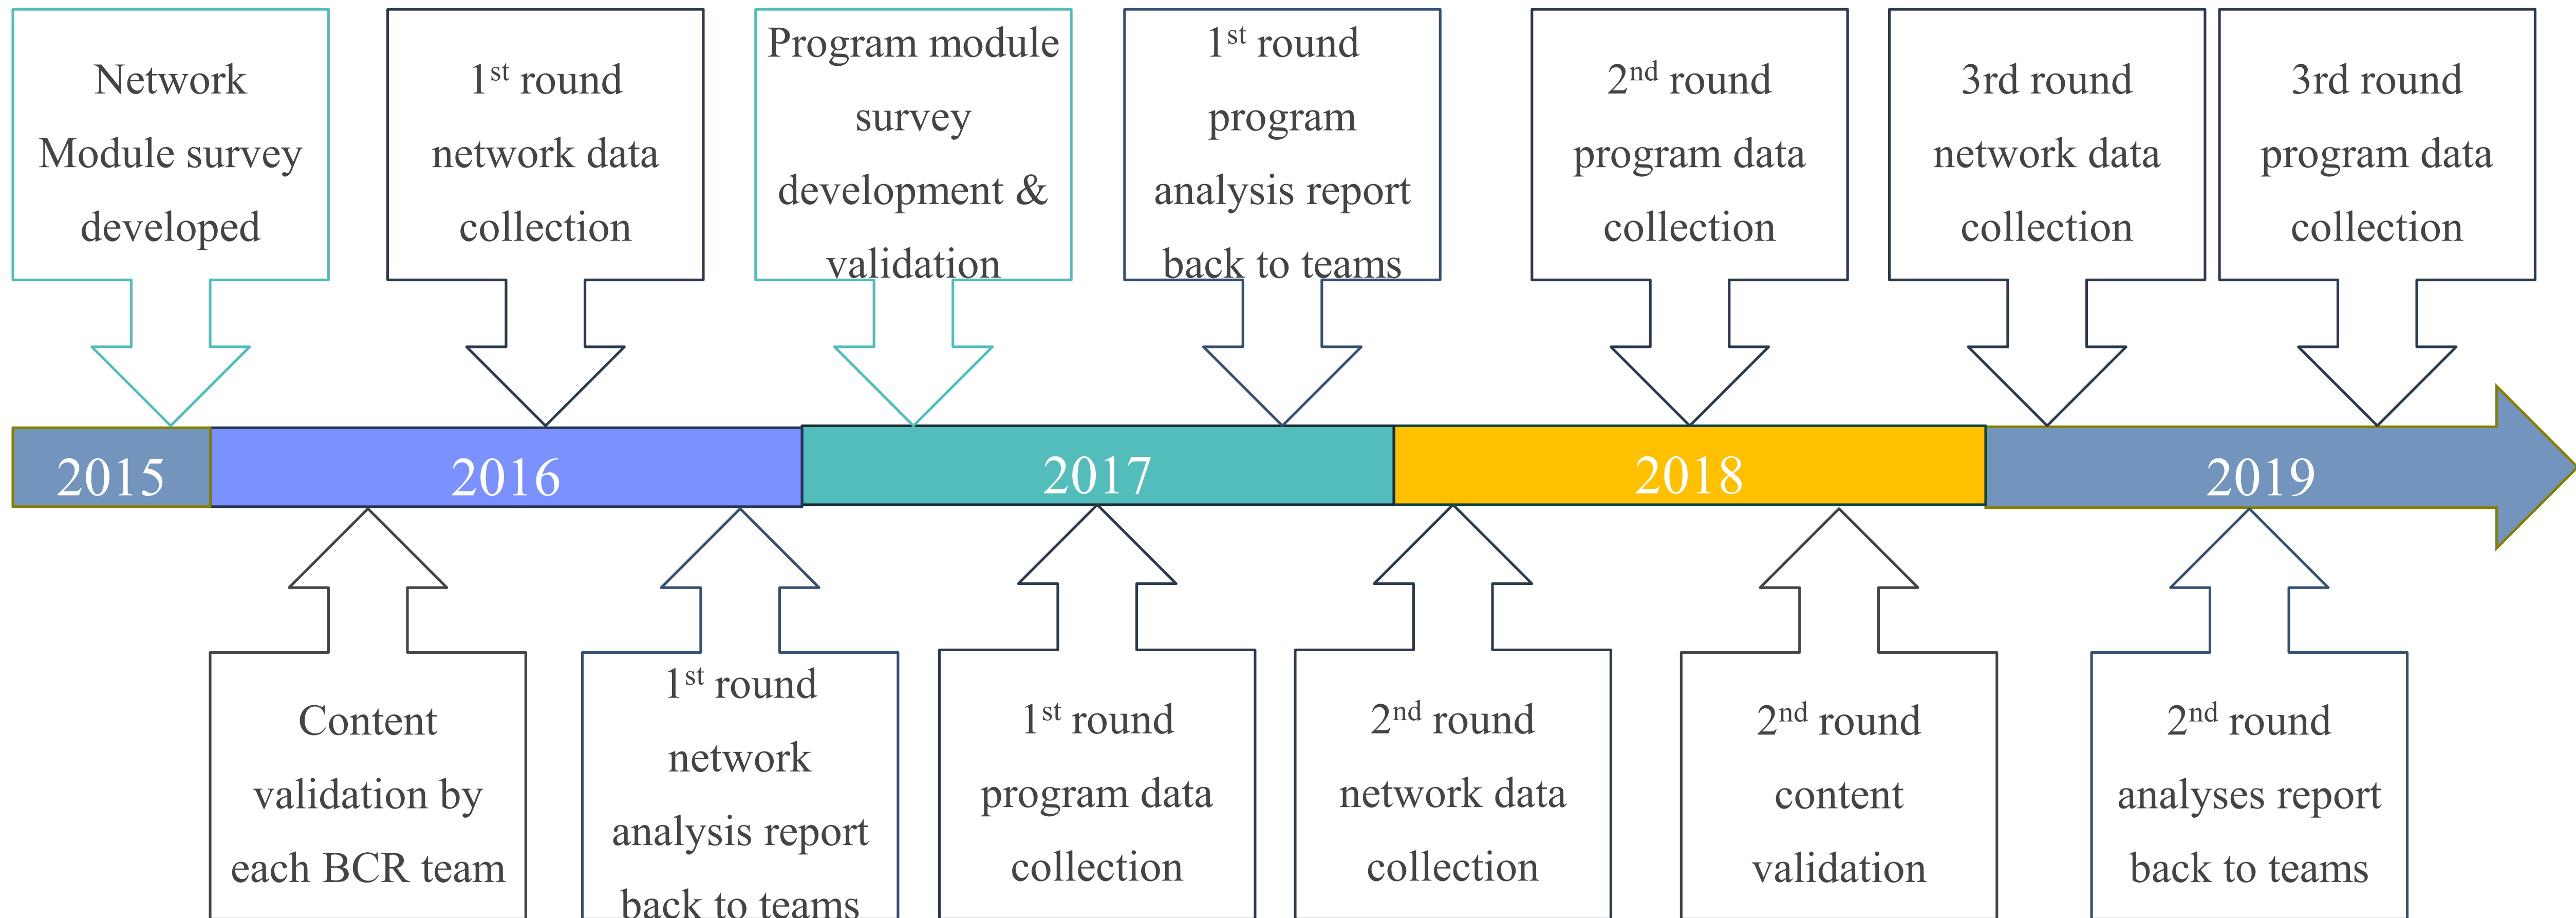 Network
Module survey
developed
1st round
network data
collection
Program module
survey
development &
validation
1st round
program
analysis report
back to teams
2nd round
program data
collection
3rd round
network data
collection
3rd round
program data
collection
2015
2016
2017
2018
2019
Content
validation by
each BCR team
1st round
network
analysis report
back to teams
1st round
program data
collection
2nd round
network data
collection
2nd round
content
validation
2nd round
analyses report
back to teams